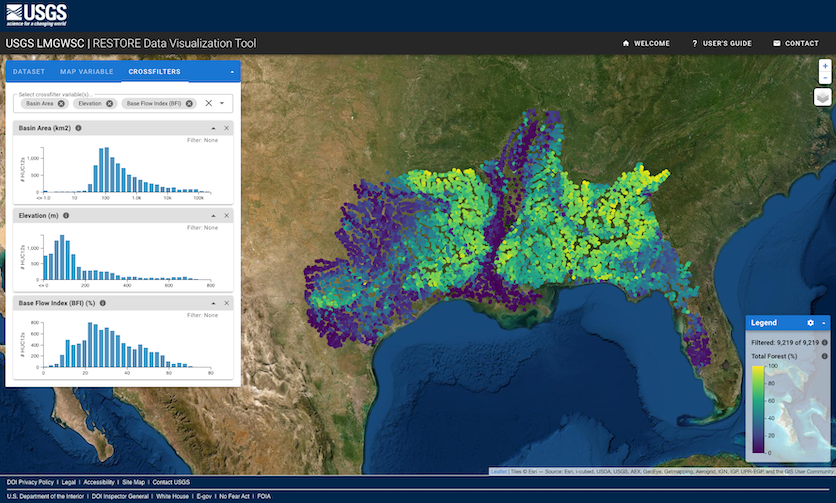 USGS
science for a changing world
USGS LMGWSC | RESTORE Data Visualization Tool
WELCOME
? USER'S GUIDE
CONTACT
DATASET
MAP VARIABLE
CROSSFILTERS
Select crossfilter variable(s)...
Basin Area
Elevation
Base Flow Index (BFI)
Basin Area (km2)
Filter: None
# HUC12s
1,000
500
0
<= 1.0
10
100
1.0k
10k
100k
Elevation (m)
Filter: None
# HUC12s
1,000
500
0
<= 0
200
400
600
800
Base Flow Index (BFI) (%)
Filter: None
# HUC12s
800
600
400
200
0
0
20
40
60
80
+
-
Legend
Filtered: 9,219 of 9,219
Total Forest (%)
100
80
60
40
20
0
Leaflet | Tiles © Esri — Source: Esri, i-cubed, USDA, USGS, AEX, GeoEye, Getmapping, Aerogrid, IGN, IGP, UPR-EGP, and the GIS User Community
DOI Privacy Policy | Legal | Accessibility | Site Map | Contact USGS
U.S. Department of the Interior | DOI Inspector General | White House | E-gov | No Fear Act | FOIA